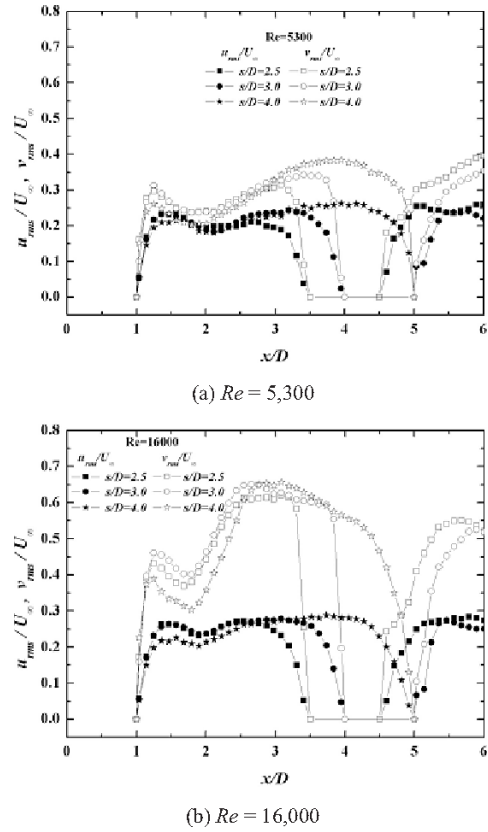 0.8
0.7
0.6
0.5
0.4
0.3
0.2
0.1
0.0
u_rms / U_∞ , v_rms / U_∞
Re=5300
u_rms/U_∞ v_rms/U_∞
s/D=2.5 s/D=2.5
s/D=3.0 s/D=3.0
s/D=4.0 s/D=4.0
0 1 2 3 4 5 6
x/D
(a) Re = 5,300
0.8
0.7
0.6
0.5
0.4
0.3
0.2
0.1
0.0
u_rms / U_∞ , v_rms / U_∞
Re=16000
u_rms/U_∞ v_rms/U_∞
s/D=2.5 s/D=2.5
s/D=3.0 s/D=3.0
s/D=4.0 s/D=4.0
0 1 2 3 4 5 6
x/D
(b) Re = 16,000